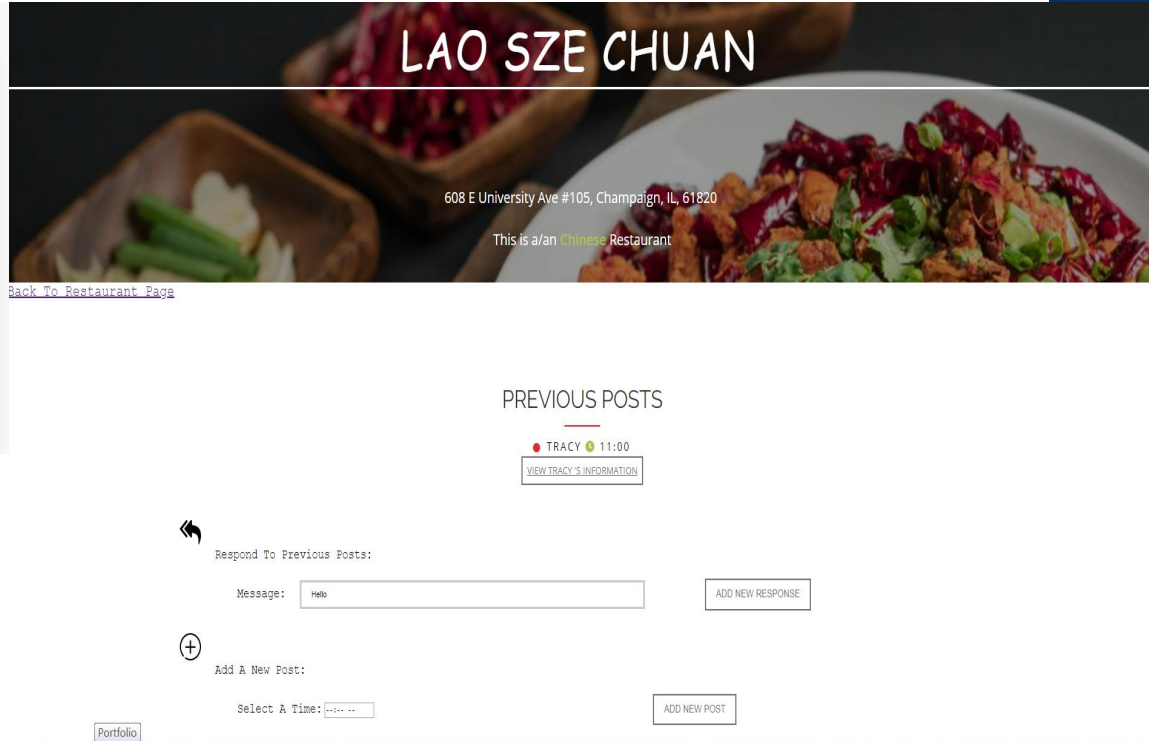 LAO SZE CHUAN
608 E University Ave #105, Champaign, IL, 61820
This is a/an Chinese Restaurant
Back To Restaurant Page
PREVIOUS POSTS
TRACY 11:00
VIEW TRACY 'S INFORMATION
Respond To Previous Posts:
Message: Hello ADD NEW RESPONSE
Add A New Post:
Select A Time: --:-- -- ADD NEW POST
Portfolio